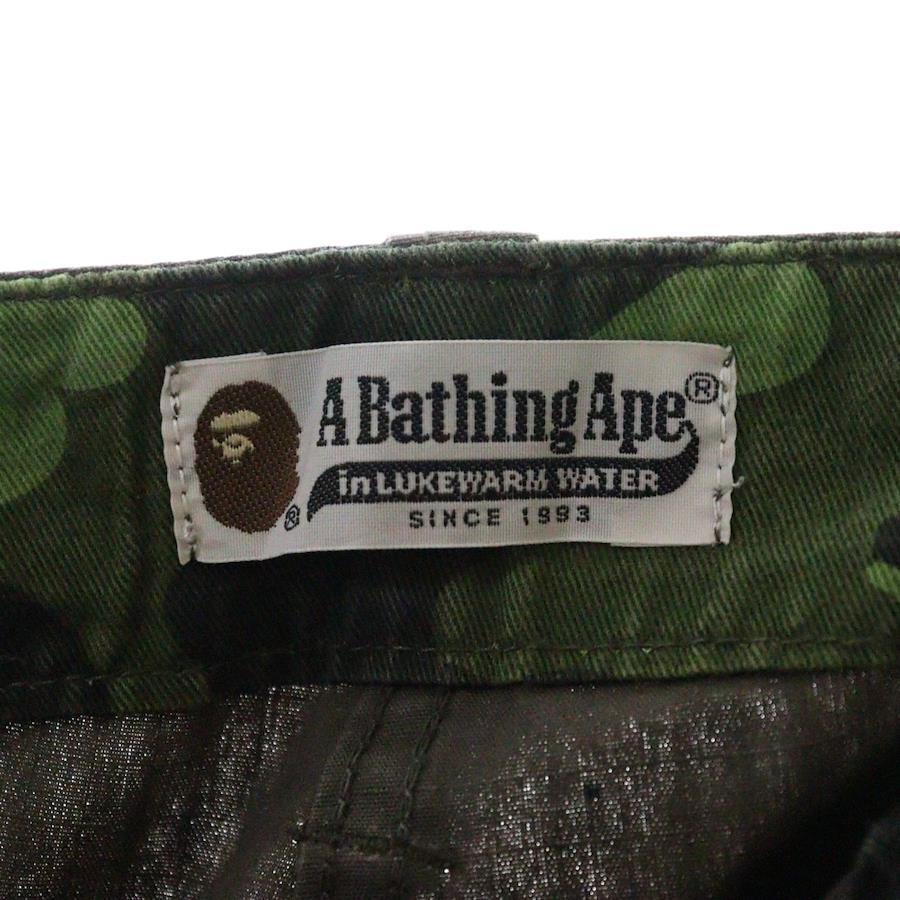 A Bathing Ape®
in LUKEWARM WATER
® SINCE 1993